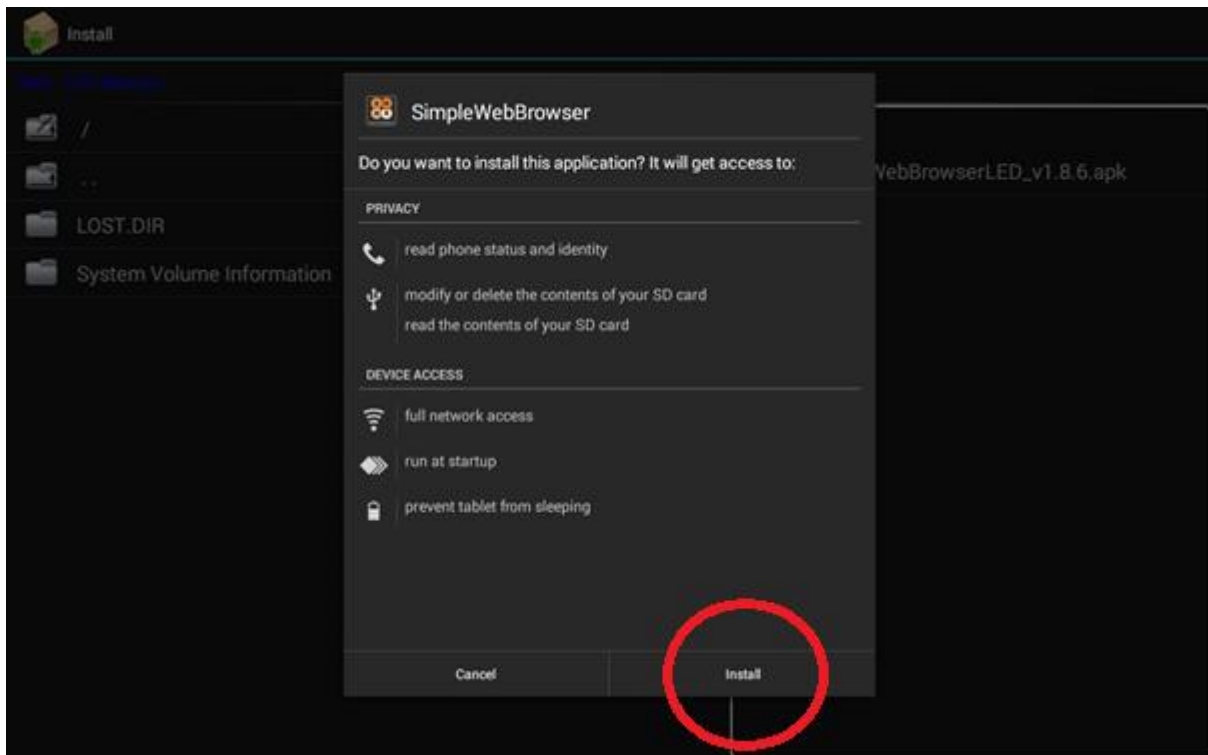 Install
SimpleWebBrowser
Do you want to install this application? It will get access to:
/
WebBrowserLED_v1.8.6.apk
. .
PRIVACY
LOST.DIR
read phone status and identity
System Volume Information
modify or delete the contents of your SD card
read the contents of your SD card
DEVICE ACCESS
full network access
run at startup
prevent tablet from sleeping
Cancel
Install